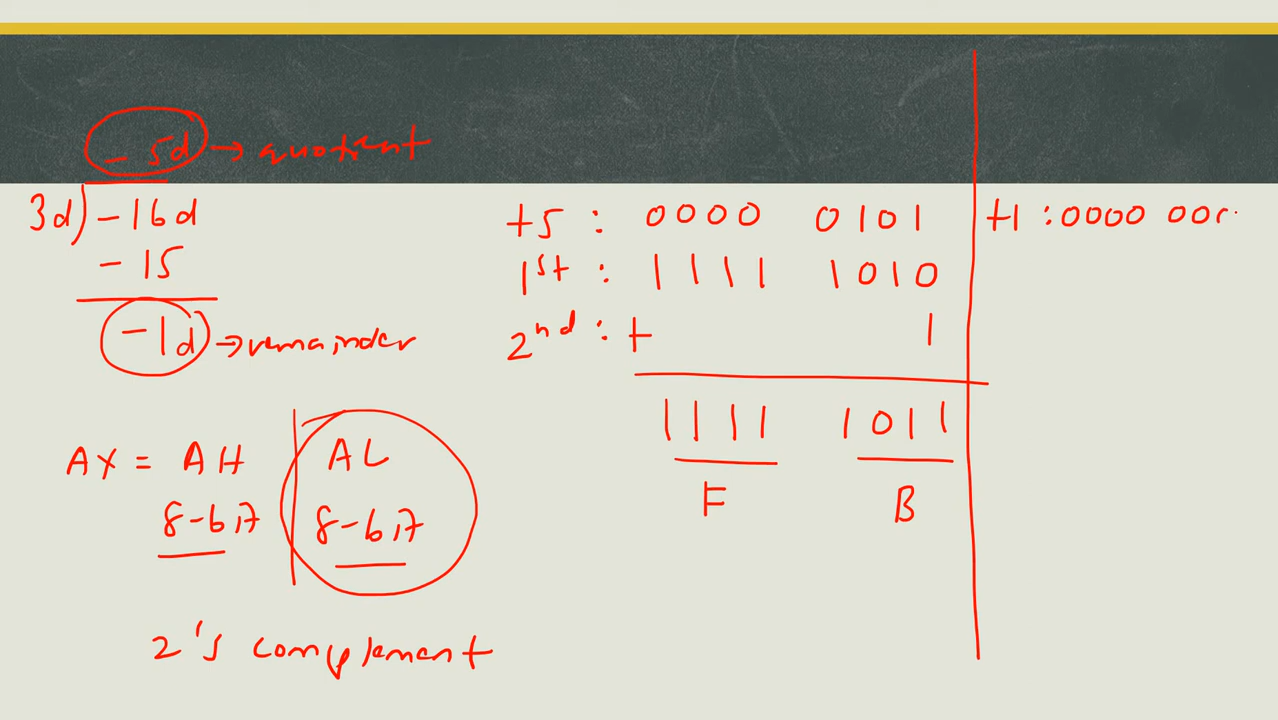 - 5d → quotient
3d ) - 16d
- 15
- 1d → remainder
AX = AH | AL
8-bit 8-bit
2's complement
+5 : 0000 0101
1st : 1111 1010
2nd : + 1
1111 1011
F B
+1 : 0000 000